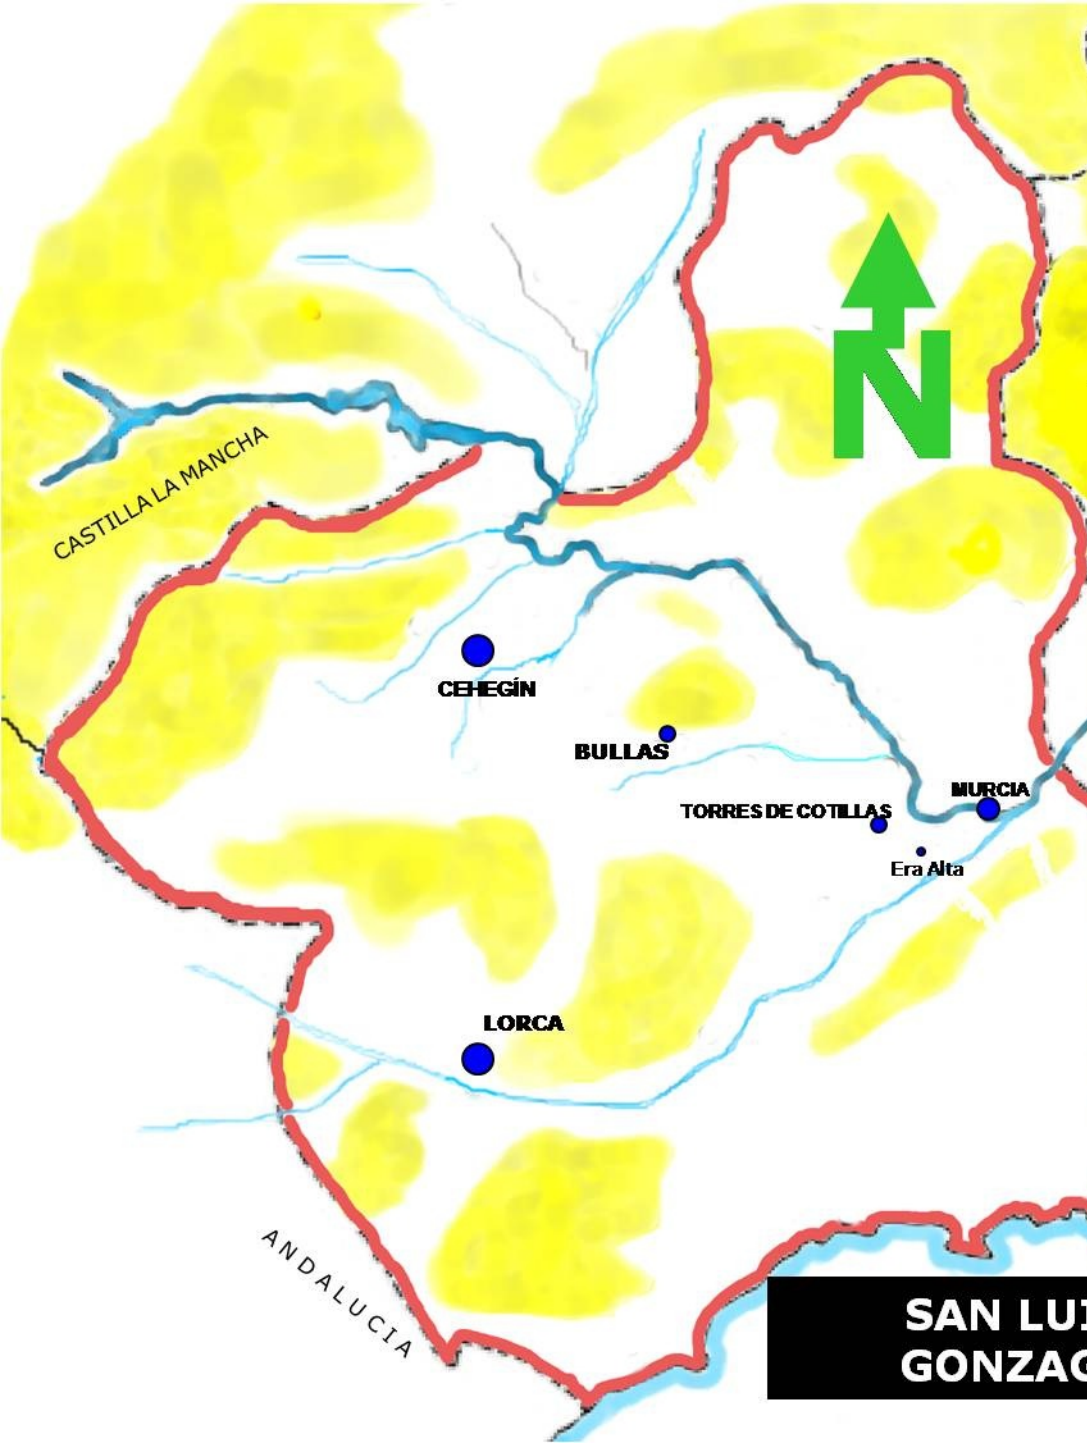 N
CASTILLA LA MANCHA
CEHEGÍN
BULLAS
MURCIA
TORRES DE COTILLAS
Era Alta
LORCA
ANDALUCIA
SAN LUI
GONZAG